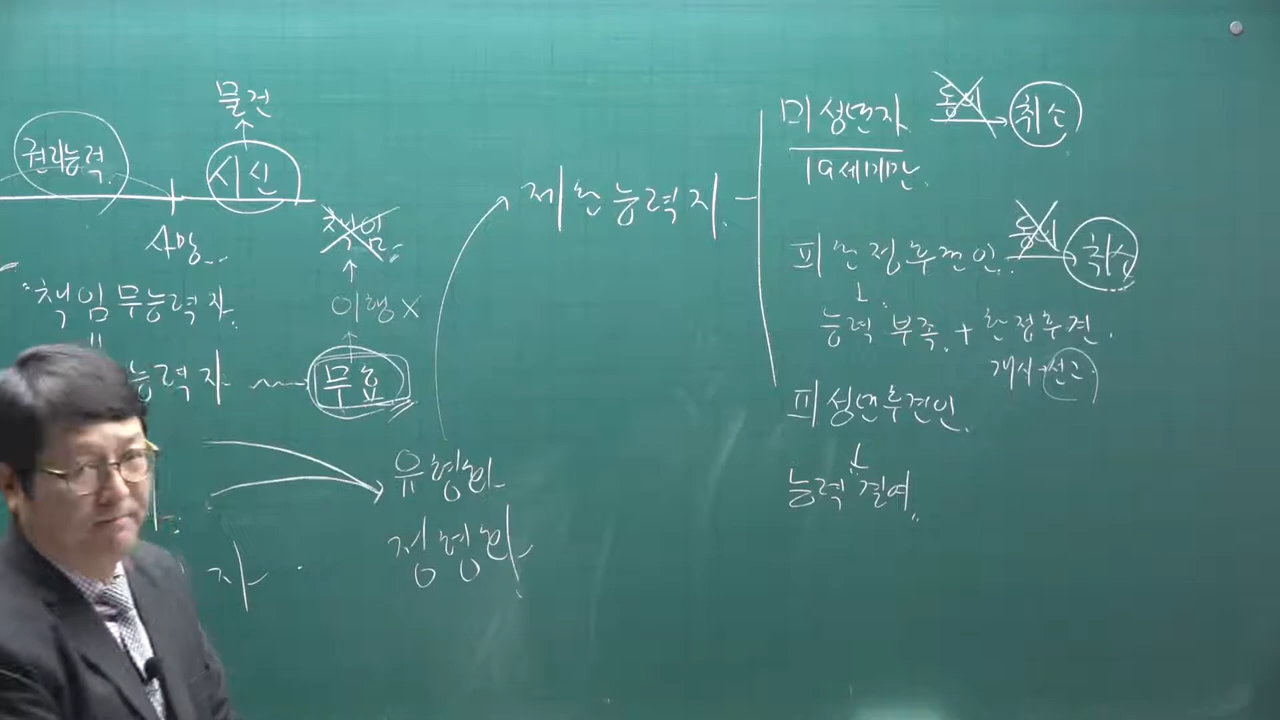 물건
권리능력
시신
사망
책임
이행 X
무효
"책임무능력자
능력자
유형화
정형화
제한능력자
미성년자
동의
취소
19세미만
피한정후견인
동의
취소
능력 부족 + 한정후견
개시 선고
피성년후견인
능력 결여
자